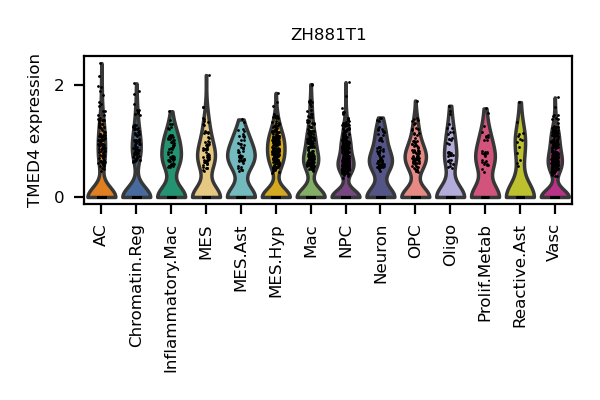 ZH881T1
TMED4 expression
2
0
AC
Chromatin.Reg
Inflammatory.Mac
MES
MES.Ast
MES.Hyp
Mac
NPC
Neuron
OPC
Oligo
Prolif.Metab
Reactive.Ast
Vasc